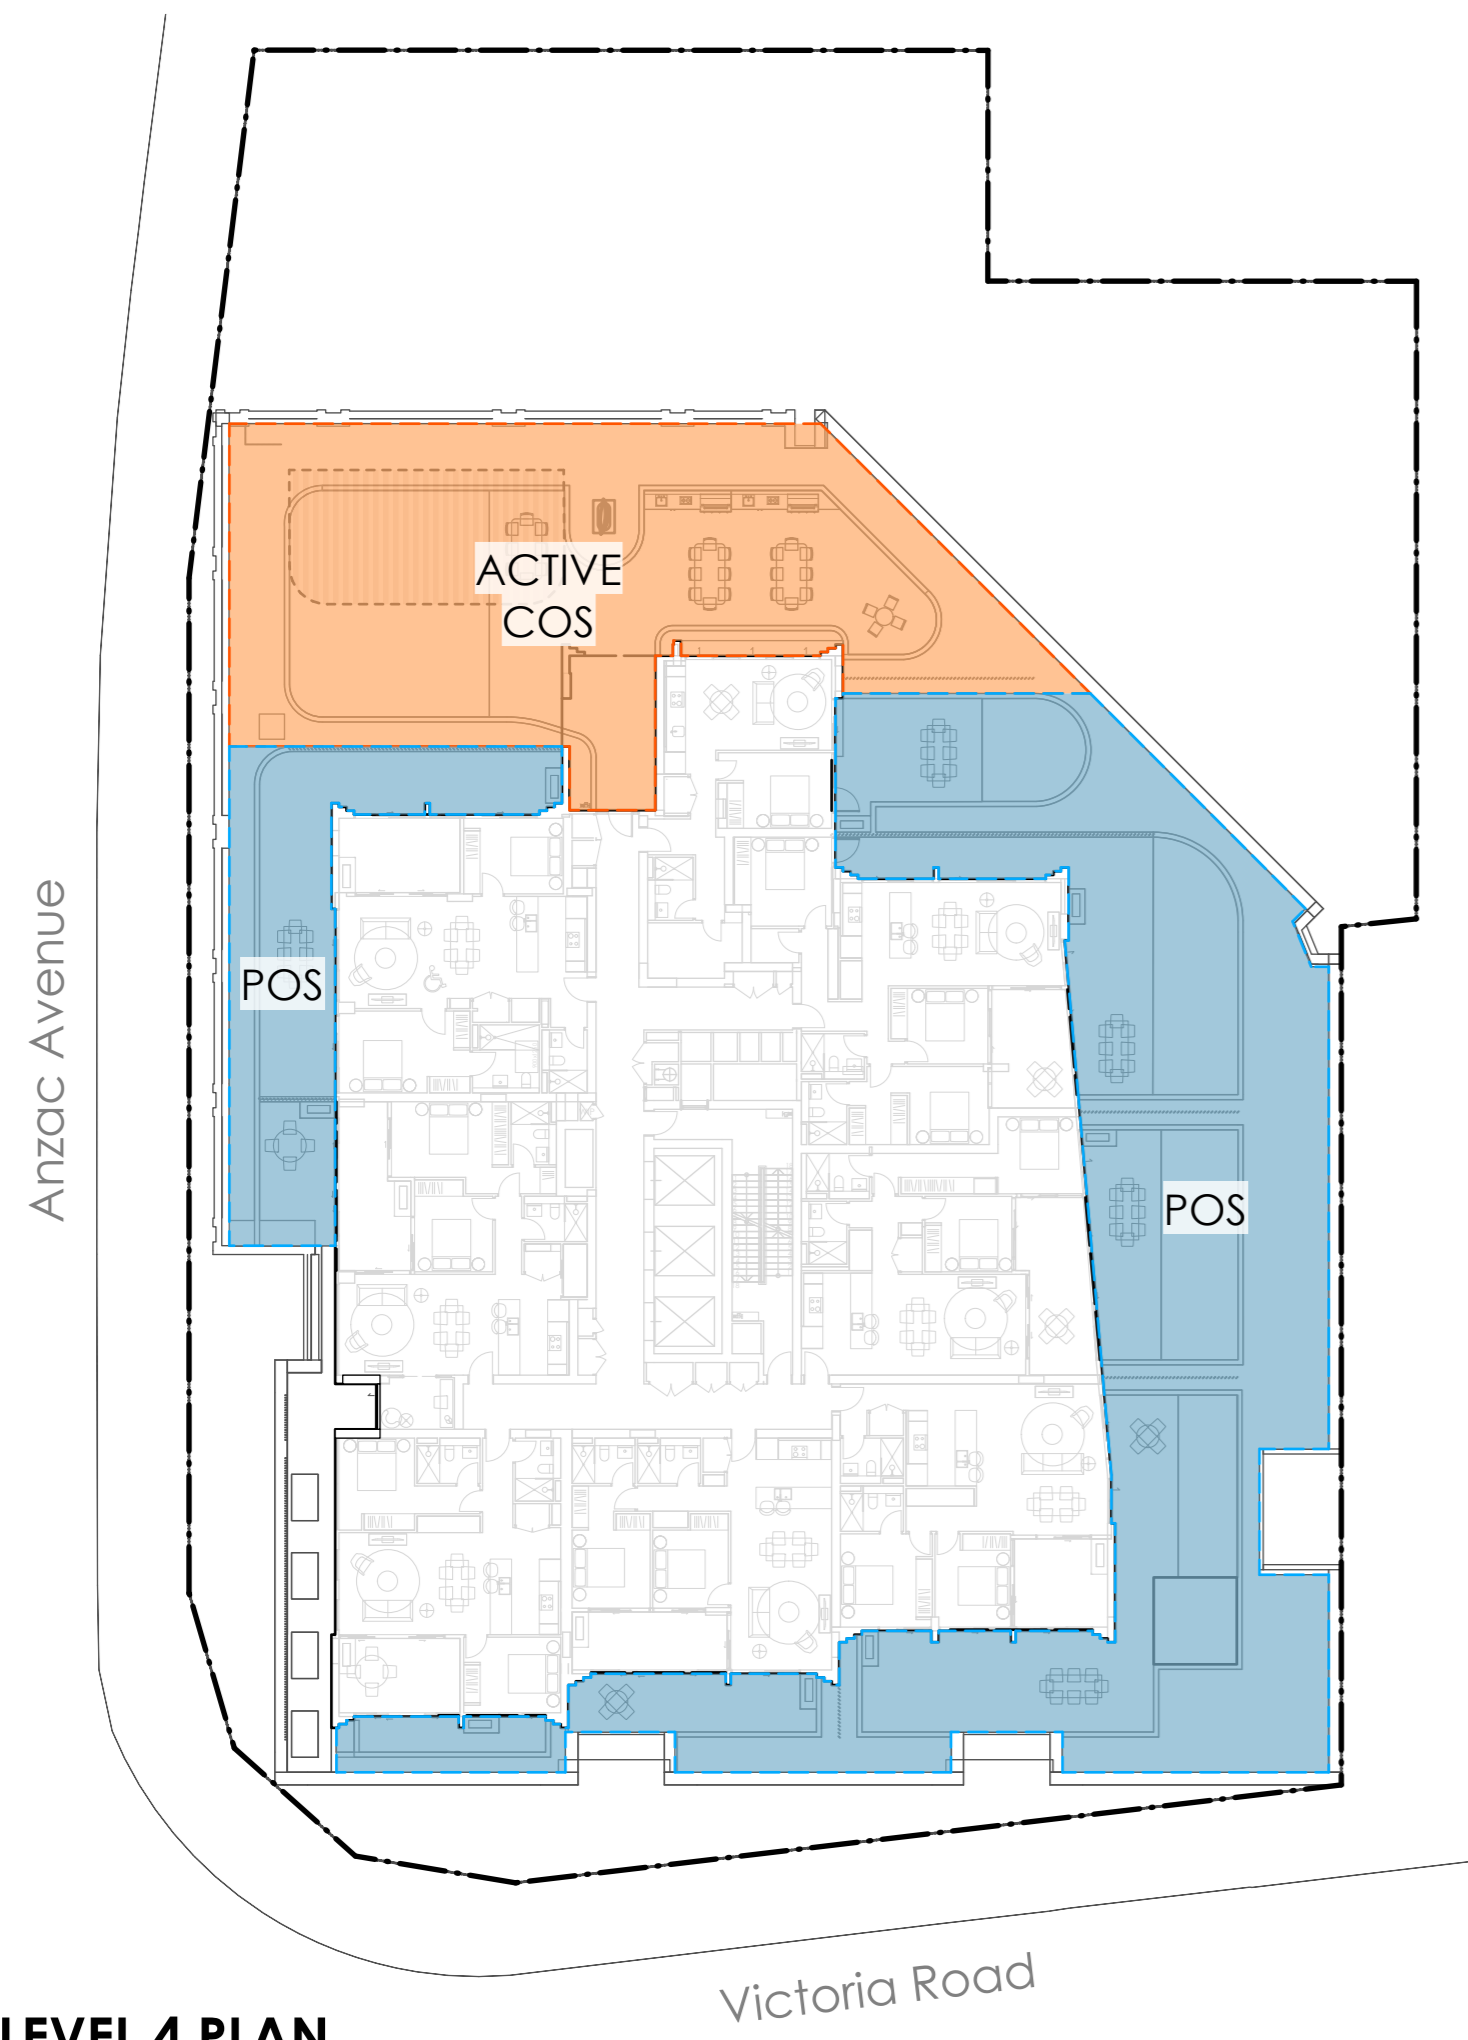 ACTIVE
COS
POS
POS
Anzac Avenue
Victoria Road
LEVEL 4 PLAN